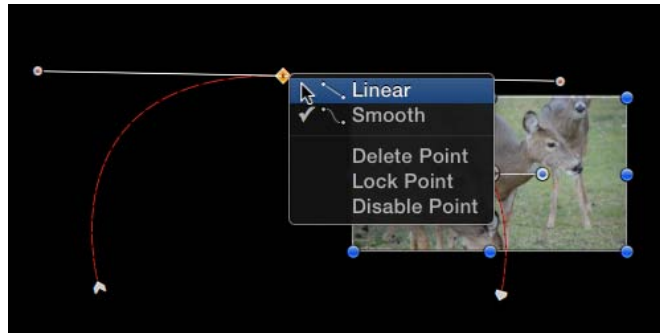 Linear
Smooth
Delete Point
Lock Point
Disable Point